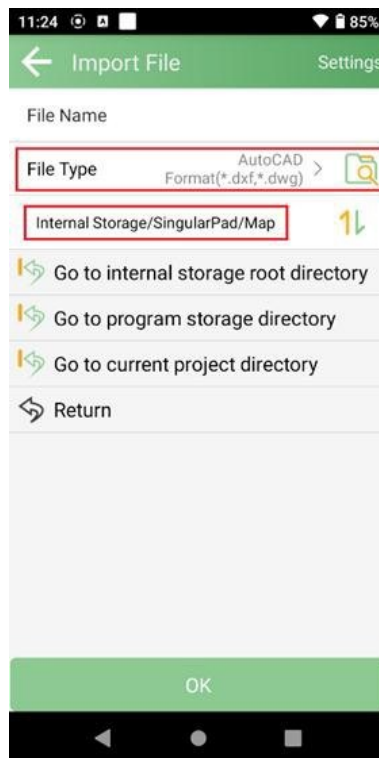 11:24 85%
Import File Settings
File Name
File Type AutoCAD
Format(*.dxf,*.dwg) >
Internal Storage/SingularPad/Map
Go to internal storage root directory
Go to program storage directory
Go to current project directory
Return
OK